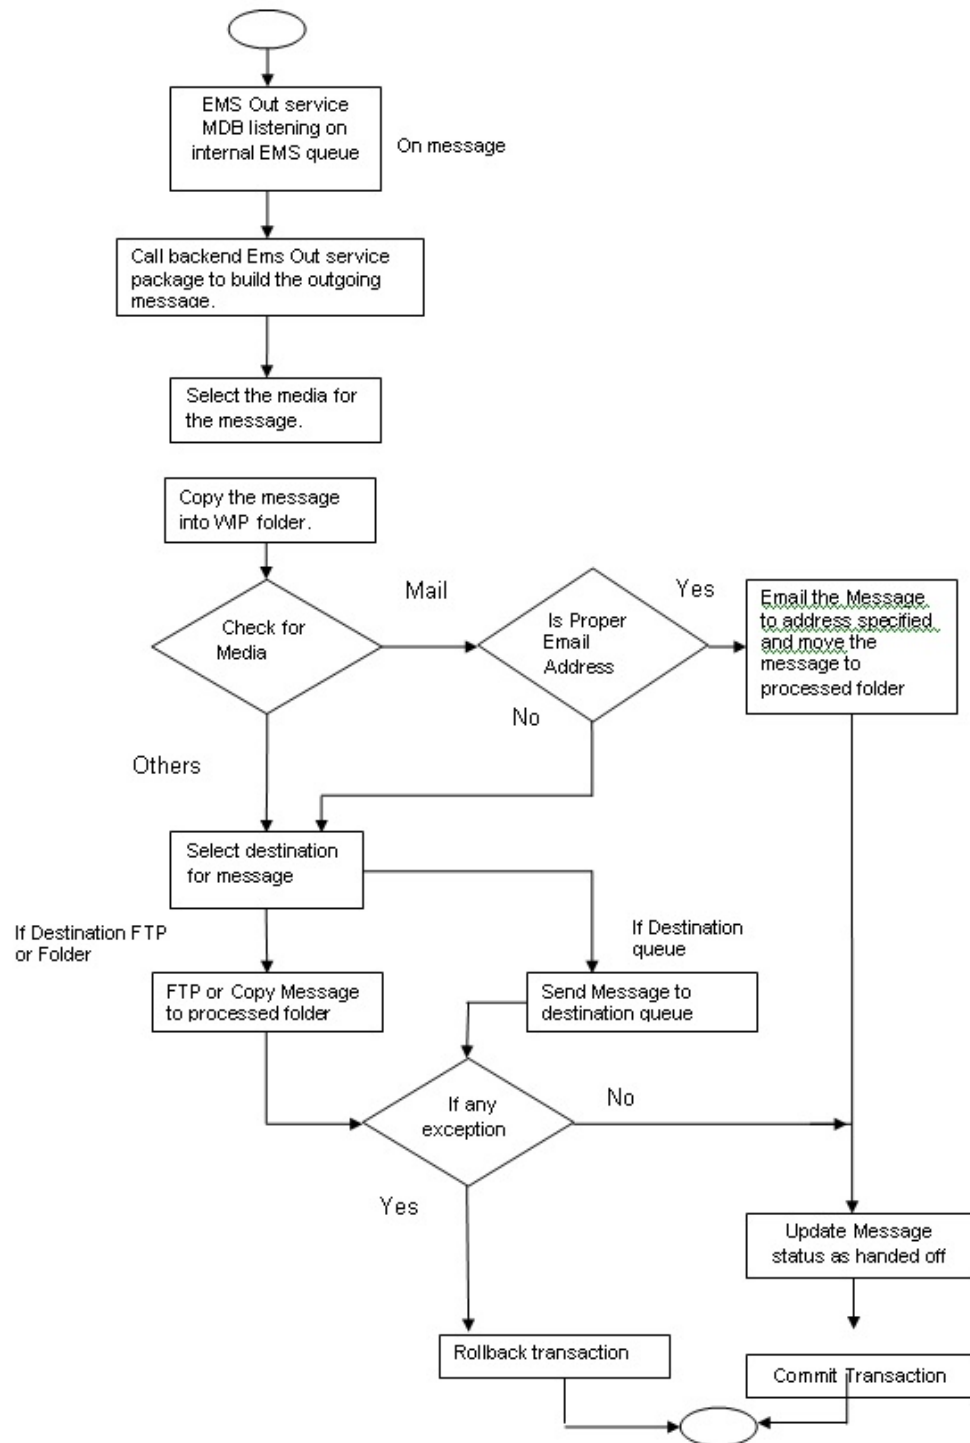 EMS Out service
MDB listening on
internal EMS queue
On message
Call backend Ems Out service
package to build the outgoing
message.
Select the media for
the message.
Copy the message
into WIP folder.
Check for
Media
Mail
Is Proper
Email
Address
Yes
Email the Message
to address specified
and move the
message to
processed folder
No
Others
Select destination
for message
If Destination FTP
or Folder
If Destination
queue
FTP or Copy Message
to processed folder
Send Message to
destination queue
If any
exception
No
Yes
Update Message
status as handed off
Rollback transaction
Commit Transaction